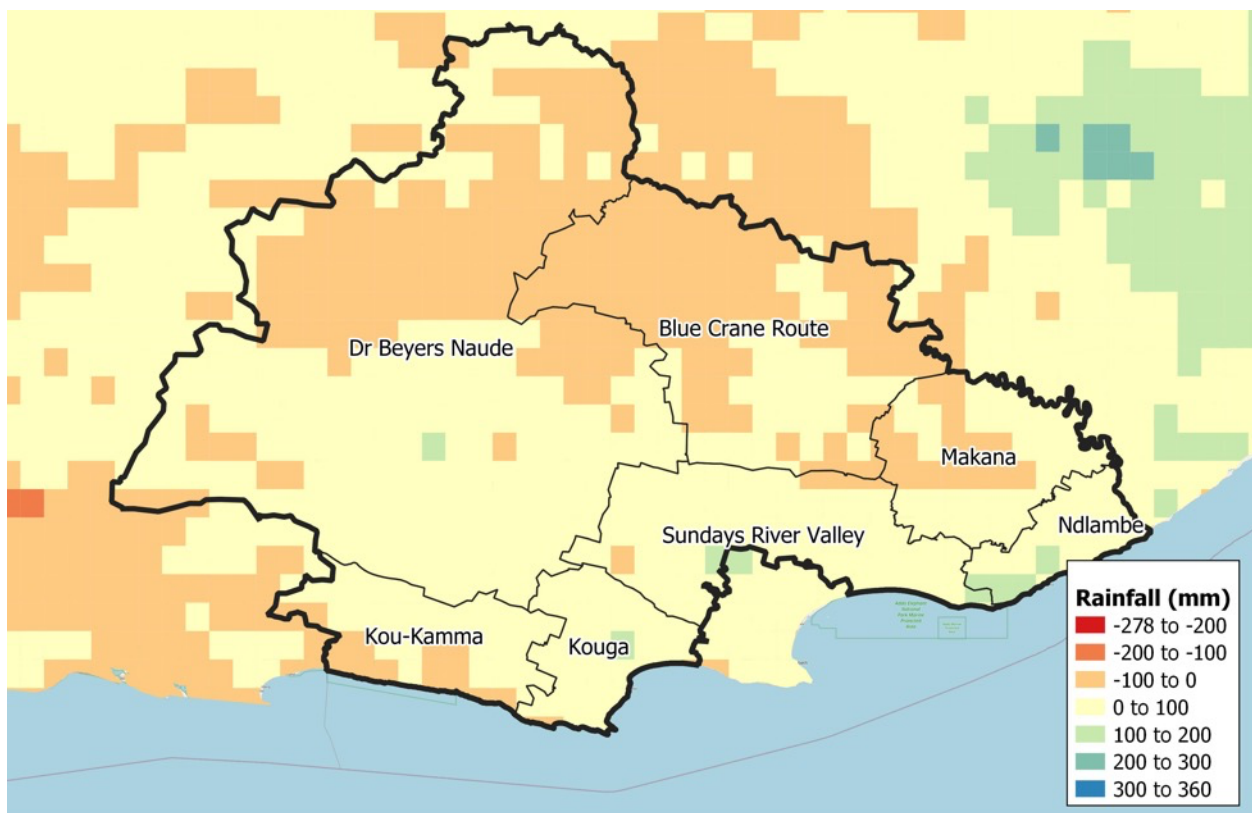 Blue Crane Route
Dr Beyers Naude
Makana
Ndlambe
Sundays River Valley
Kou-Kamma
Kouga
Rainfall (mm)
-278 to -200
-200 to -100
-100 to 0
0 to 100
100 to 200
200 to 300
300 to 360